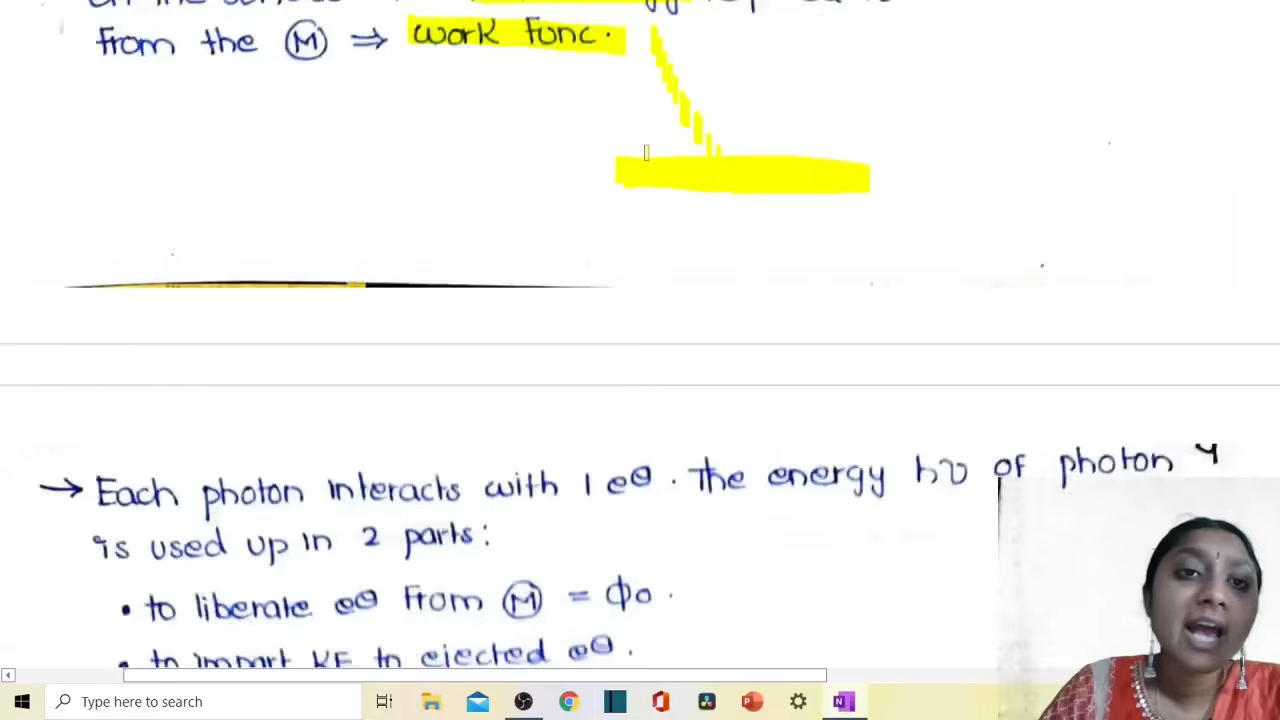 from the Ⓜ ⇒ work func.
→ Each photon interacts with 1 e⊖. The energy hν of photon
is used up in 2 parts:
• to liberate e⊖ from Ⓜ = ϕ0.
• to impart KE to ejected e⊖.
Type here to search